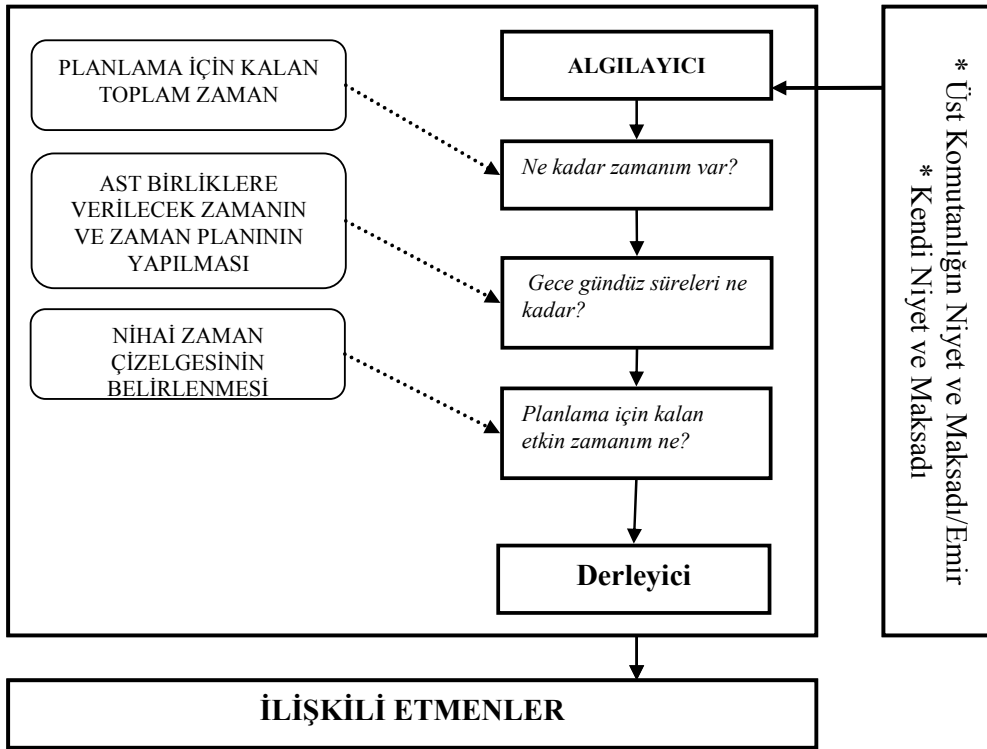 PLANLAMA İÇİN KALAN
TOPLAM ZAMAN
AST BİRLİKLERE
VERİLECEK ZAMANIN
VE ZAMAN PLANININ
YAPILMASI
NİHAİ ZAMAN
ÇİZELGESİNİN
BELİRLENMESİ
ALGILAYICI
Ne kadar zamanım var?
Gece gündüz süreleri ne
kadar?
Planlama için kalan
etkin zamanım ne?
Derleyici
* Üst Komutanlığın Niyet ve Maksadı/Emir
* Kendi Niyet ve Maksadı
İLİŞKİLİ ETMENLER